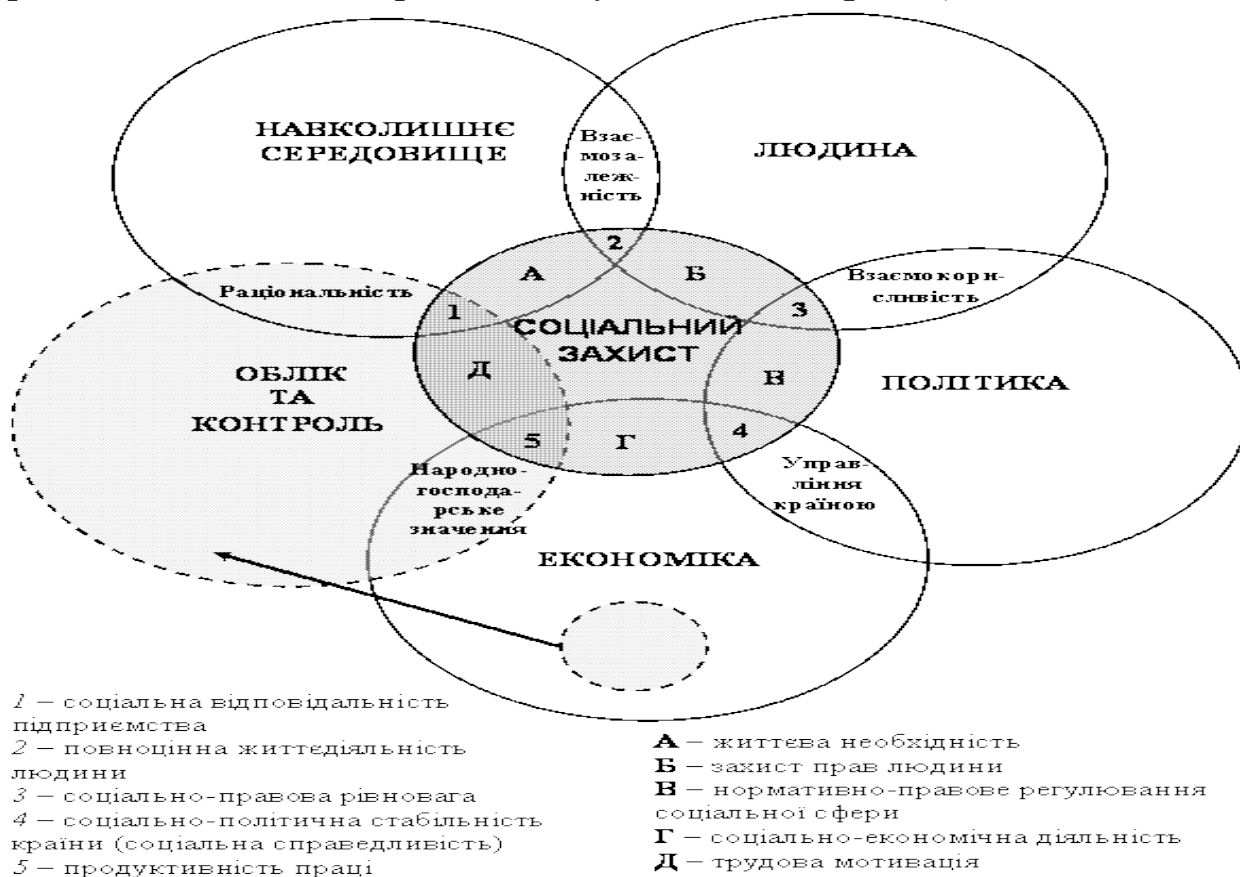 НАВКОЛИШНЄ
СЕРЕДОВИЩЕ
Взає-
моза-
леж-
ність
ЛЮДИНА
2
А
Б
Раціональність
1
Взаємокори-
сливість
3
СОЦІАЛЬНИЙ
ЗАХИСТ
ОБЛІК
ТА
КОНТРОЛЬ
Д
В
ПОЛІТИКА
5
Г
4
Народно-
господа-
рське
значення
Управ-
ління
країною
ЕКОНОМІКА
1 – соціальна відповідальність
підприємства
2 – повноцінна життєдіяльність
людини
3 – соціально-правова рівновага
4 – соціально-політична стабільність
країни (соціальна справедливість)
5 – продуктивність праці
А – життєва необхідність
Б – захист прав людини
В – нормативно-правове регулювання
соціальної сфери
Г – соціально-економічна діяльність
Д – трудова мотивація